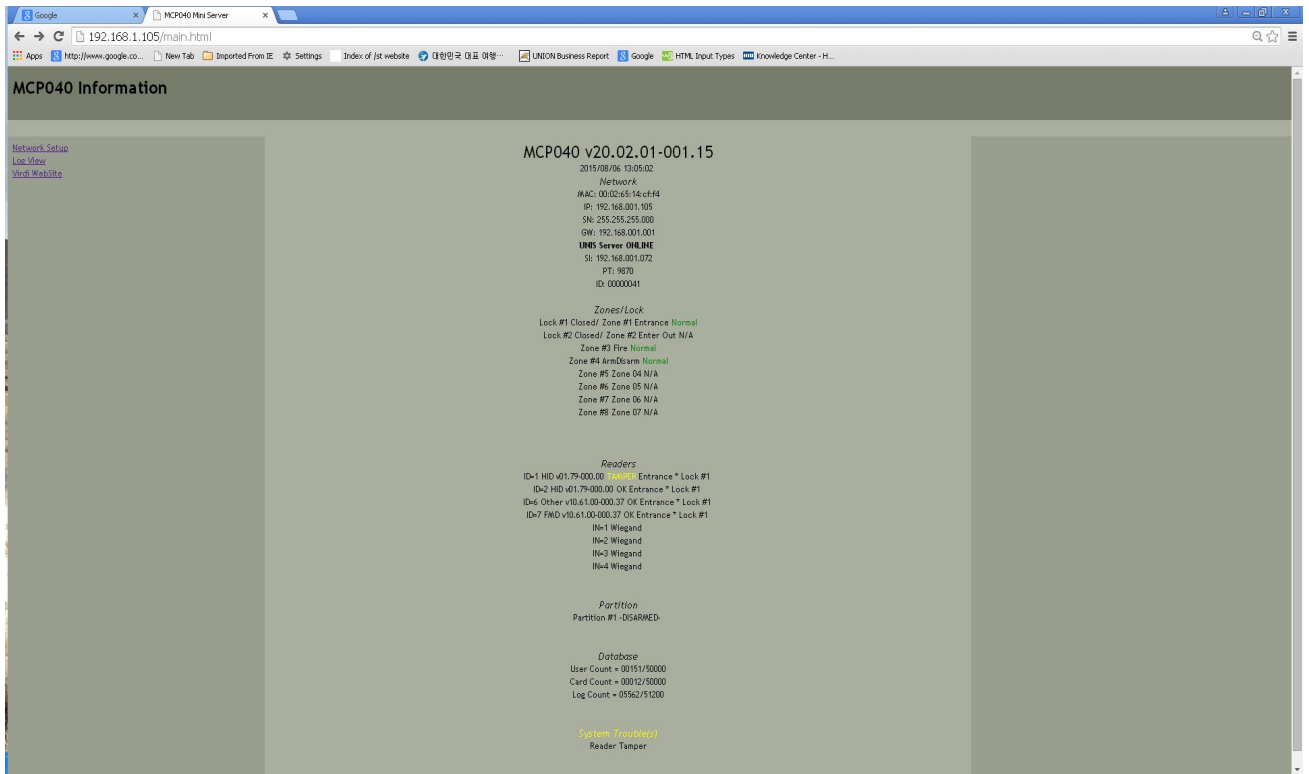 Google
MCP040 Mini Server
192.168.1.105/main.html
Apps
http://www.google.co...
New Tab
Imported From IE
Settings
Index of /st website
대한민국 대표 여행…
UNION Business Report
Google
HTML Input Types
Knowledge Center - H...
MCP040 Information
Network Setup
Log View
Virdi WebSite
MCP040 v20.02.01-001.15
2015/08/06 13:05:02
Network
MAC: 00:02:65:14:cf:f4
IP: 192.168.001.105
SN: 255.255.255.000
GW: 192.168.001.001
UNIS Server ONLINE
SI: 192.168.001.072
PT: 9870
ID: 00000041
Zones/Lock
Lock #1 Closed/ Zone #1 Entrance Normal
Lock #2 Closed/ Zone #2 Enter Out N/A
Zone #3 Fire Normal
Zone #4 ArmDisarm Normal
Zone #5 Zone 04 N/A
Zone #6 Zone 05 N/A
Zone #7 Zone 06 N/A
Zone #8 Zone 07 N/A
Readers
ID=1 HID v01.79-000.00 TAMPER Entrance * Lock #1
ID=2 HID v01.79-000.00 OK Entrance * Lock #1
ID=6 Other v10.61.00-000.37 OK Entrance * Lock #1
ID=7 FMD v10.61.00-000.37 OK Entrance * Lock #1
IN=1 Wiegand
IN=2 Wiegand
IN=3 Wiegand
IN=4 Wiegand
Partition
Partition #1 -DISARMED-
Database
User Count = 00151/50000
Card Count = 00012/50000
Log Count = 05562/51200
System Trouble(s)
Reader Tamper